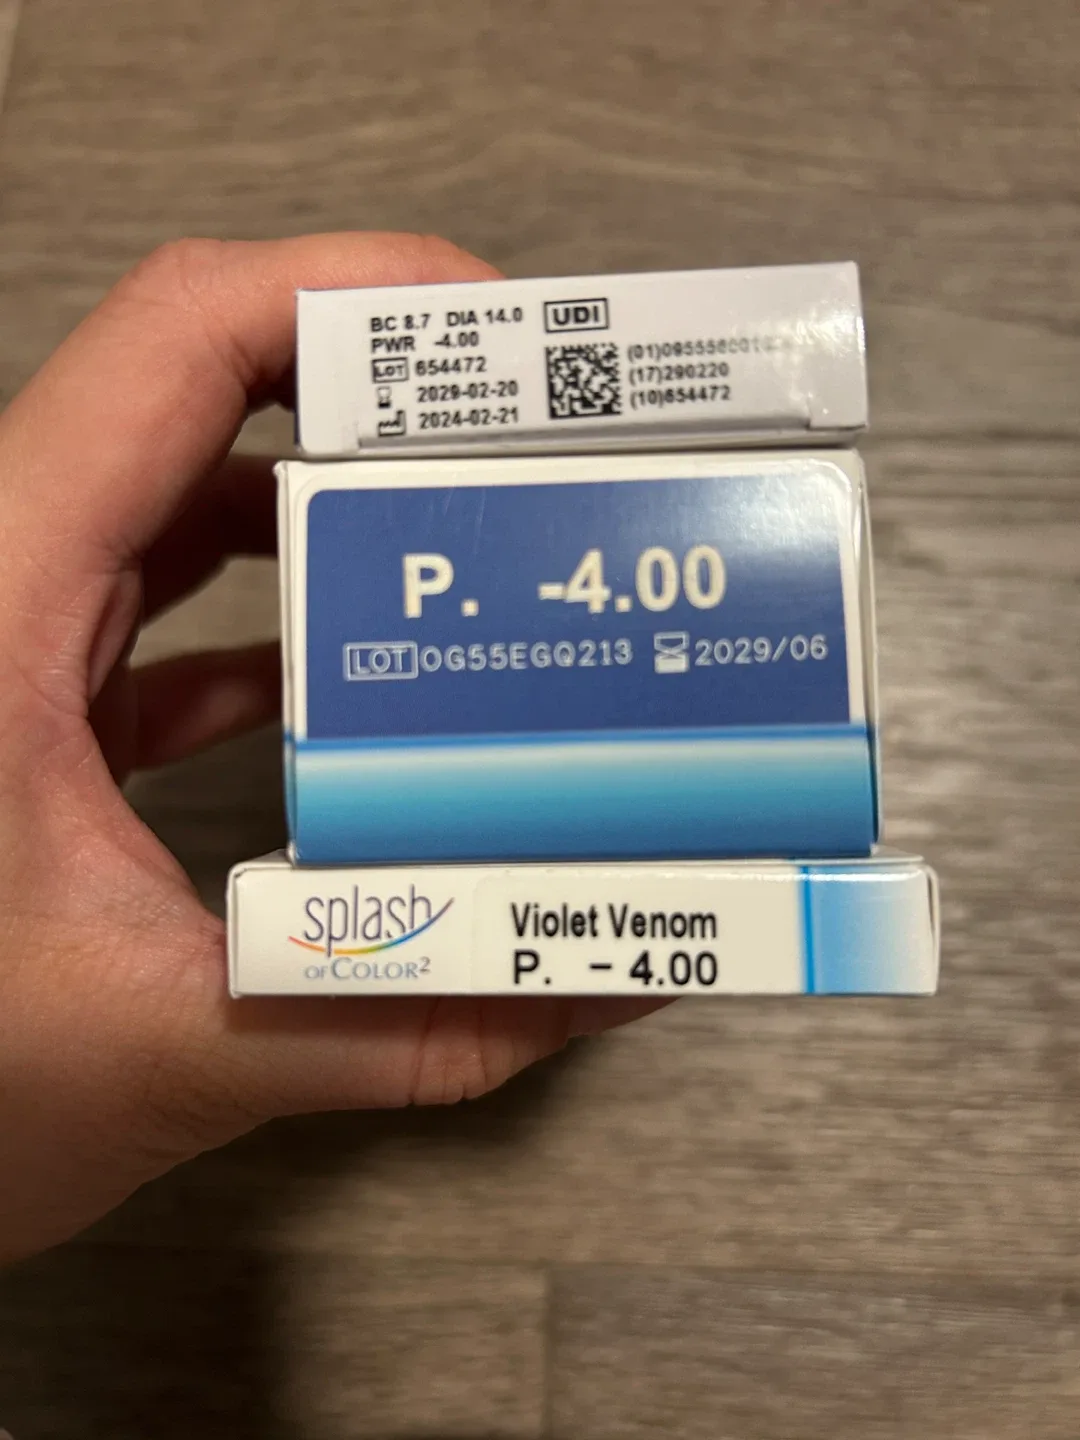 BC 8.7 DIA 14.0
PWR -4.00
LOT 654472
2029-02-20
2024-02-21
UDI
(17)290220
(10)654472
P. -4.00
LOT 0G55EGQ213 2029/06
splash
OF COLOR²
Violet Venom
P. - 4.00